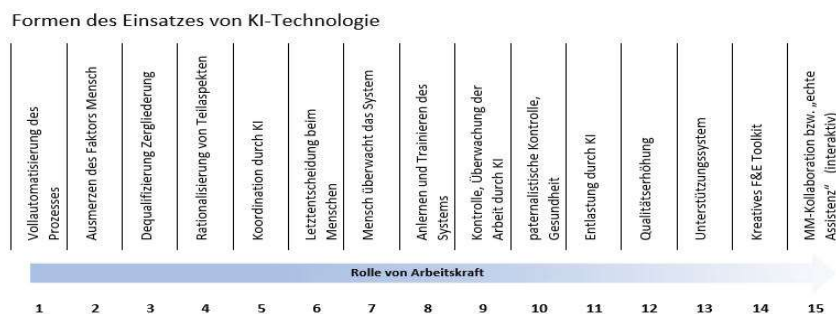 Formen des Einsatzes von KI-Technologie
Vollautomatisierung des
Prozesses
Ausmerzen des Faktors Mensch
Dequalifizierung Zergliederung
Rationalisierung von Teilaspekten
Koordination durch KI
Letztentscheidung beim
Menschen
Mensch überwacht das System
Anlernen und Trainieren des
Systems
Kontrolle, Überwachung der
Arbeit durch KI
paternalistische Kontrolle,
Gesundheit
Entlastung durch KI
Qualitätserhöhung
Unterstützungssystem
Kreatives F&E Toolkit
MM-Kollaboration bzw. „echte
Assistenz“ (interaktiv)
Rolle von Arbeitskraft
1 2 3 4 5 6 7 8 9 10 11 12 13 14 15